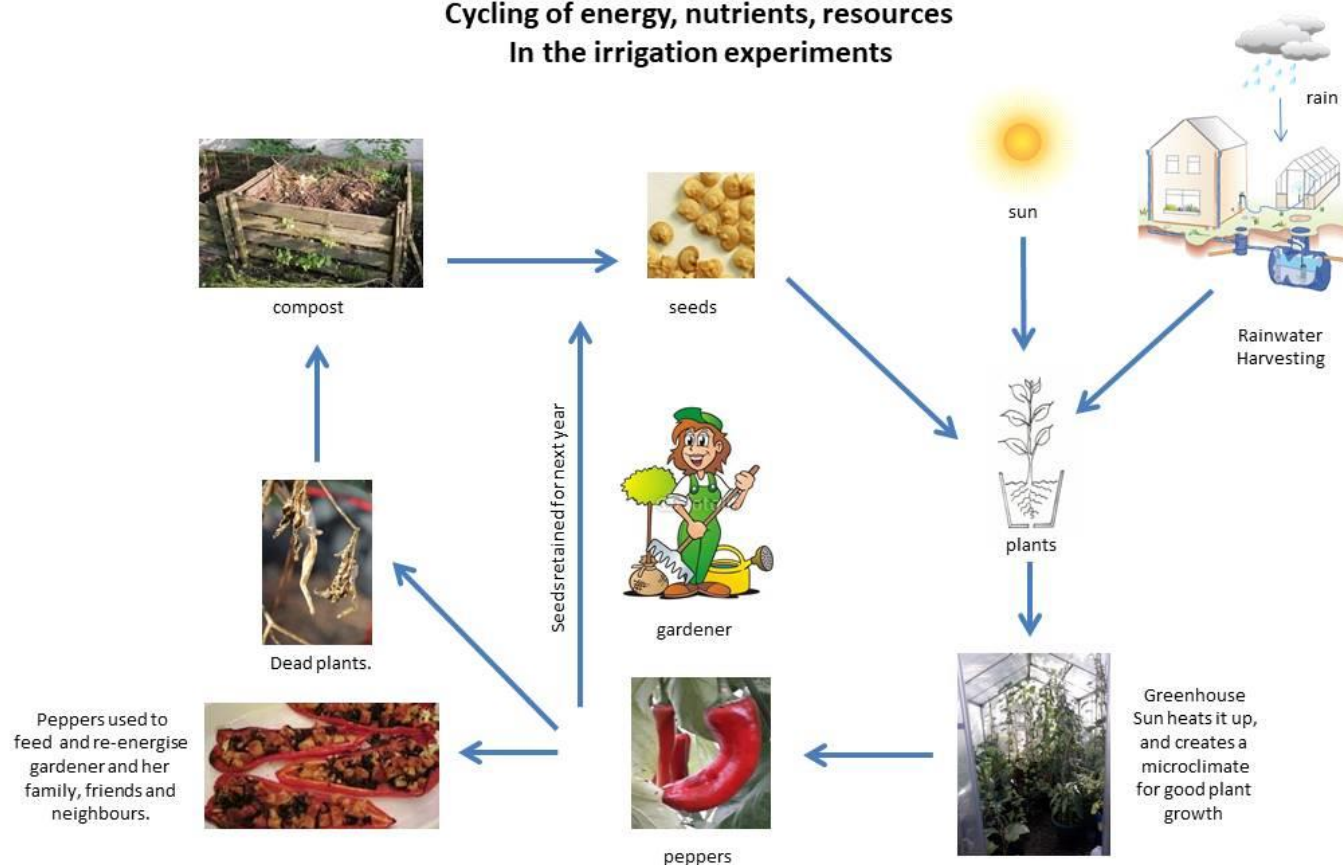 Cycling of energy, nutrients, resources
In the irrigation experiments
rain
sun
compost
seeds
Rainwater
Harvesting
Seeds retained for next year
plants
gardener
Dead plants.
Peppers used to
feed and re-energise
gardener and her
family, friends and
neighbours.
Greenhouse
Sun heats it up,
and creates a
microclimate
for good plant
growth
peppers